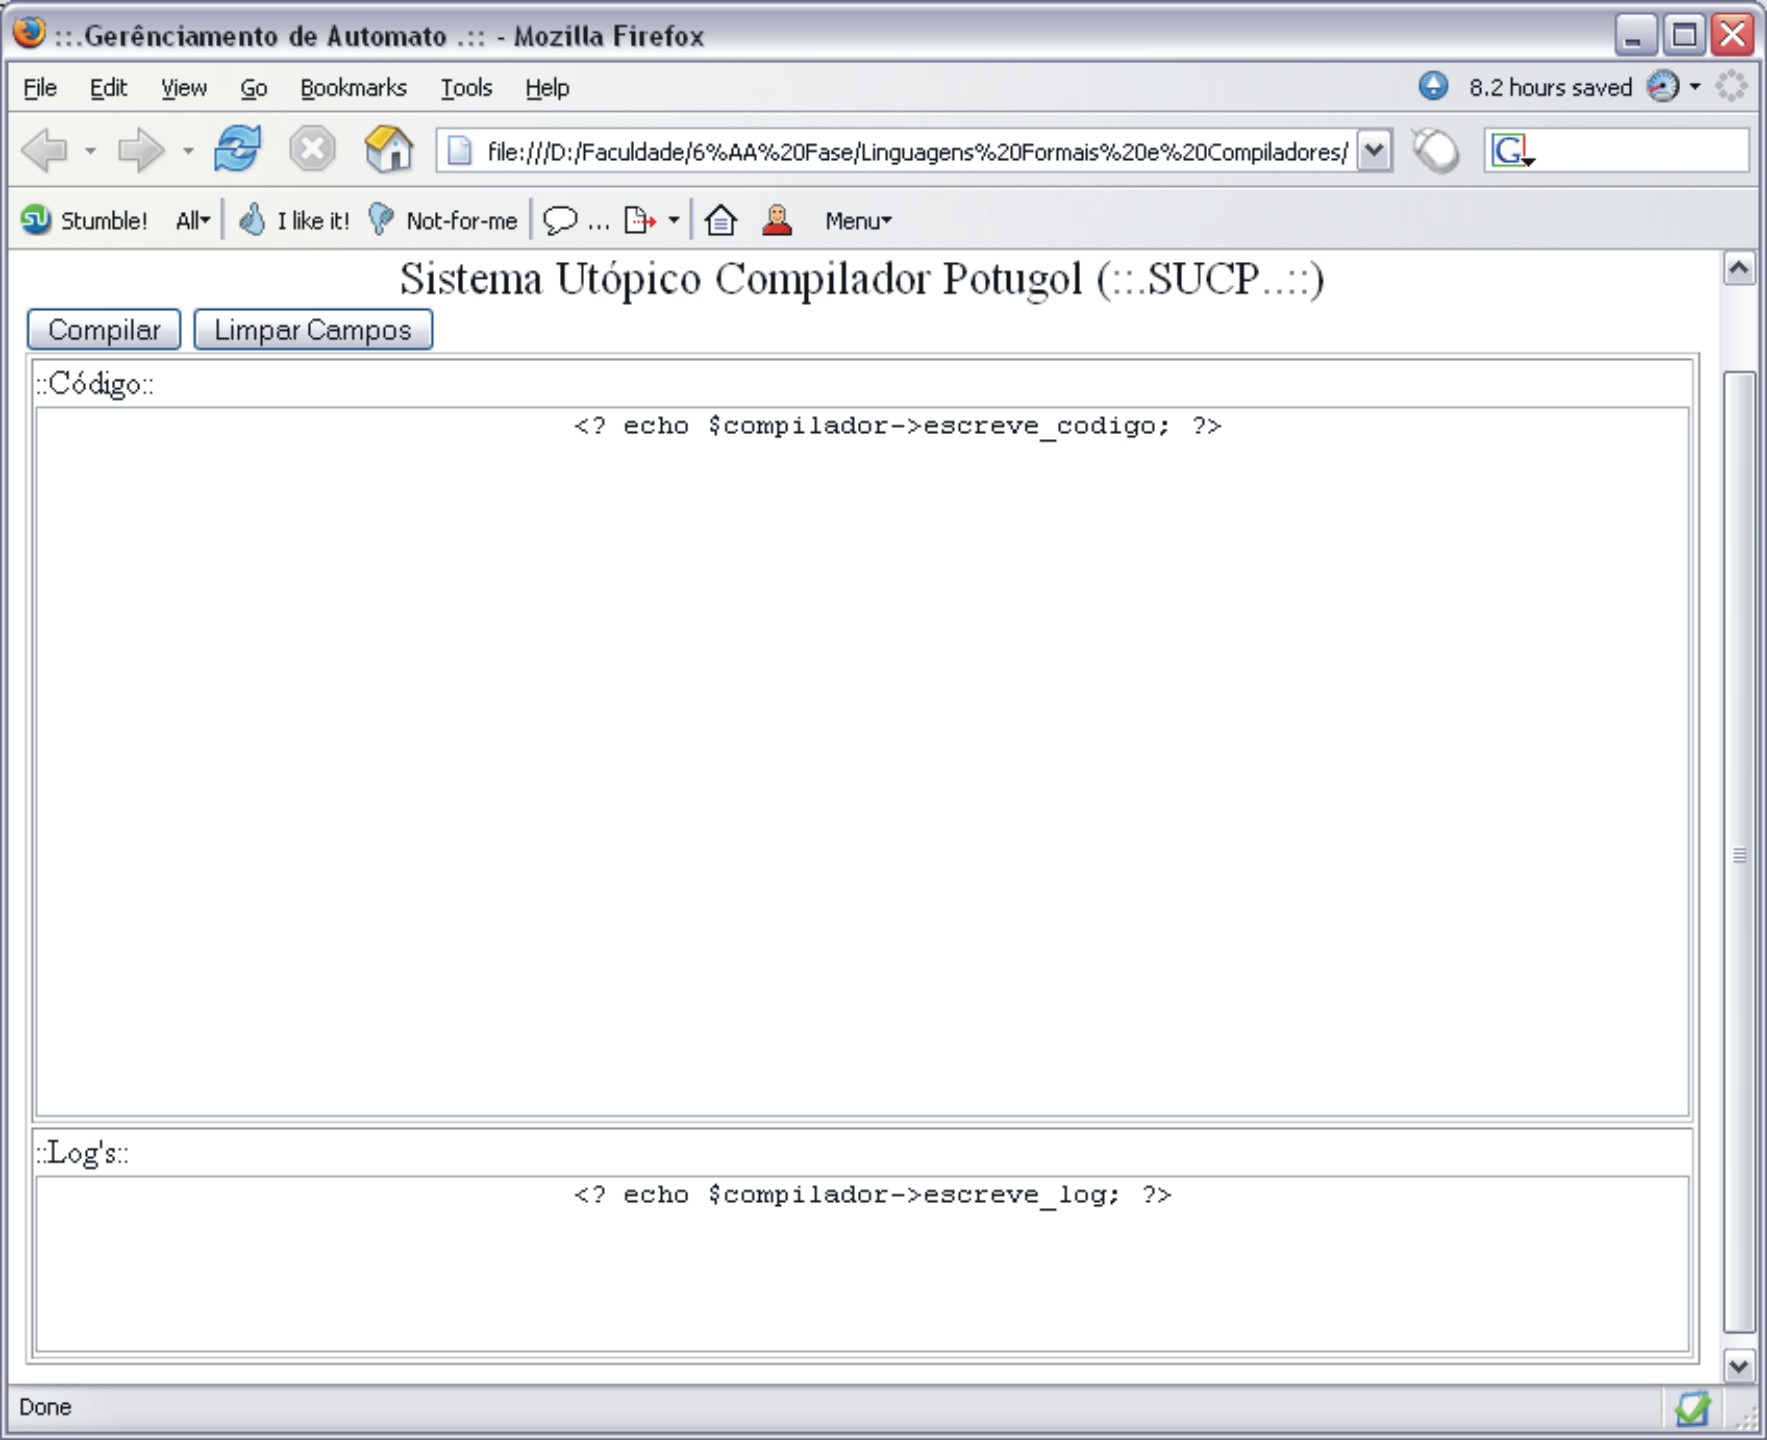 ::.Gerênciamento de Automato .:: - Mozilla Firefox
File Edit View Go Bookmarks Tools Help 8.2 hours saved
file:///D:/Faculdade/6%AA%20Fase/Linguagens%20Formais%20e%20Compiladores/ G
SU Stumble! All I like it! Not-for-me ... Menu
Sistema Utópico Compilador Potugol (::.SUCP..::)
Compilar Limpar Campos
::Código::
<? echo $compilador->escreve_codigo; ?>
::Log's::
<? echo $compilador->escreve_log; ?>
Done